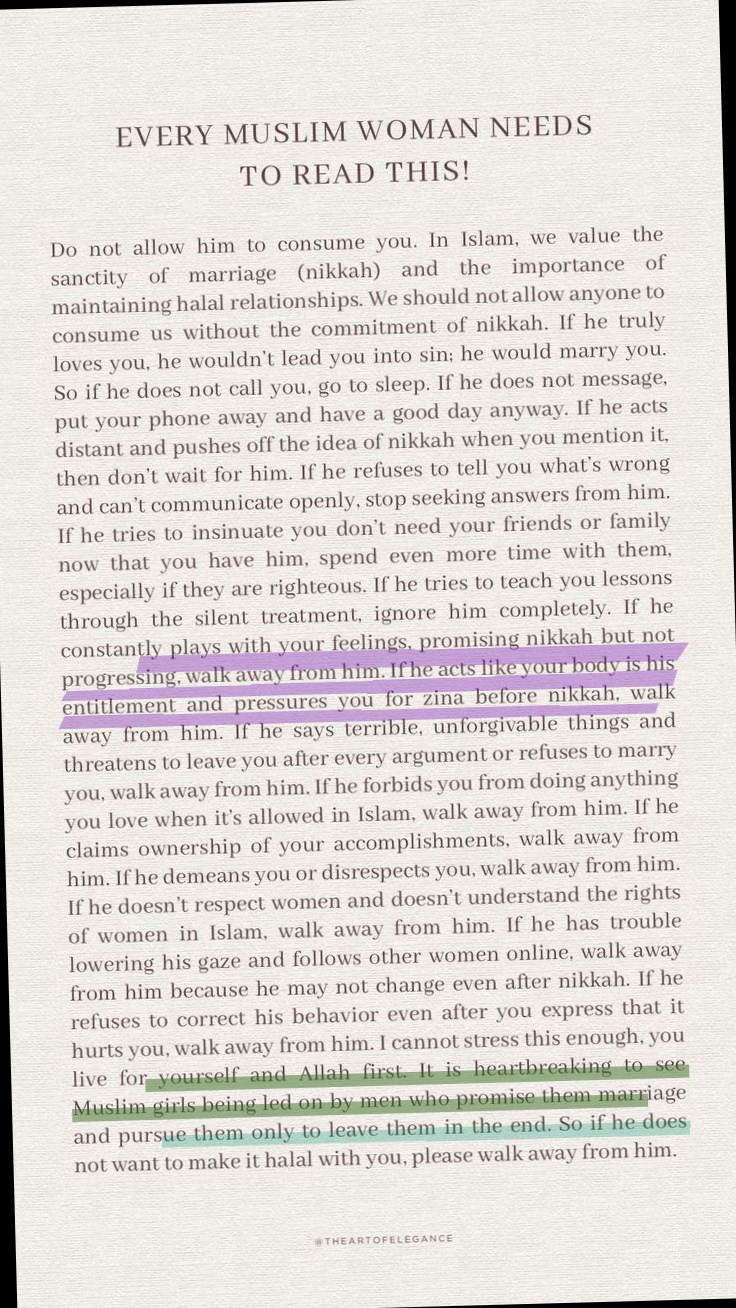 EVERY MUSLIM WOMAN NEEDS
TO READ THIS!
Do not allow him to consume you. In Islam, we value the
sanctity of marriage (nikkah) and the importance of
maintaining halal relationships. We should not allow anyone to
consume us without the commitment of nikkah. If he truly
loves you, he wouldn't lead you into sin; he would marry you.
So if he does not call you, go to sleep. If he does not message,
put your phone away and have a good day anyway. If he acts
distant and pushes off the idea of nikkah when you mention it,
then don't wait for him. If he refuses to tell you what's wrong
and can't communicate openly, stop seeking answers from him.
If he tries to insinuate you don't need your friends or family
now that you have him, spend even more time with them,
especially if they are righteous. If he tries to teach you lessons
through the silent treatment, ignore him completely. If he
constantly plays with your feelings, promising nikkah but not
progressing, walk away from him. If he acts like your body is his
entitlement and pressures you for zina before nikkah, walk
away from him. If he says terrible, unforgivable things and
threatens to leave you after every argument or refuses to marry
you, walk away from him. If he forbids you from doing anything
you love when it's allowed in Islam, walk away from him. If he
claims ownership of your accomplishments, walk away from
him. If he demeans you or disrespects you, walk away from him.
If he doesn't respect women and doesn't understand the rights
of women in Islam, walk away from him. If he has trouble
lowering his gaze and follows other women online, walk away
from him because he may not change even after nikkah. If he
refuses to correct his behavior even after you express that it
hurts you, walk away from him. I cannot stress this enough, you
live for yourself and Allah first. It is heartbreaking to see
Muslim girls being led on by men who promise them marriage
and pursue them only to leave them in the end. So if he does
not want to make it halal with you, please walk away from him.
@THEARTOFELEGANCE